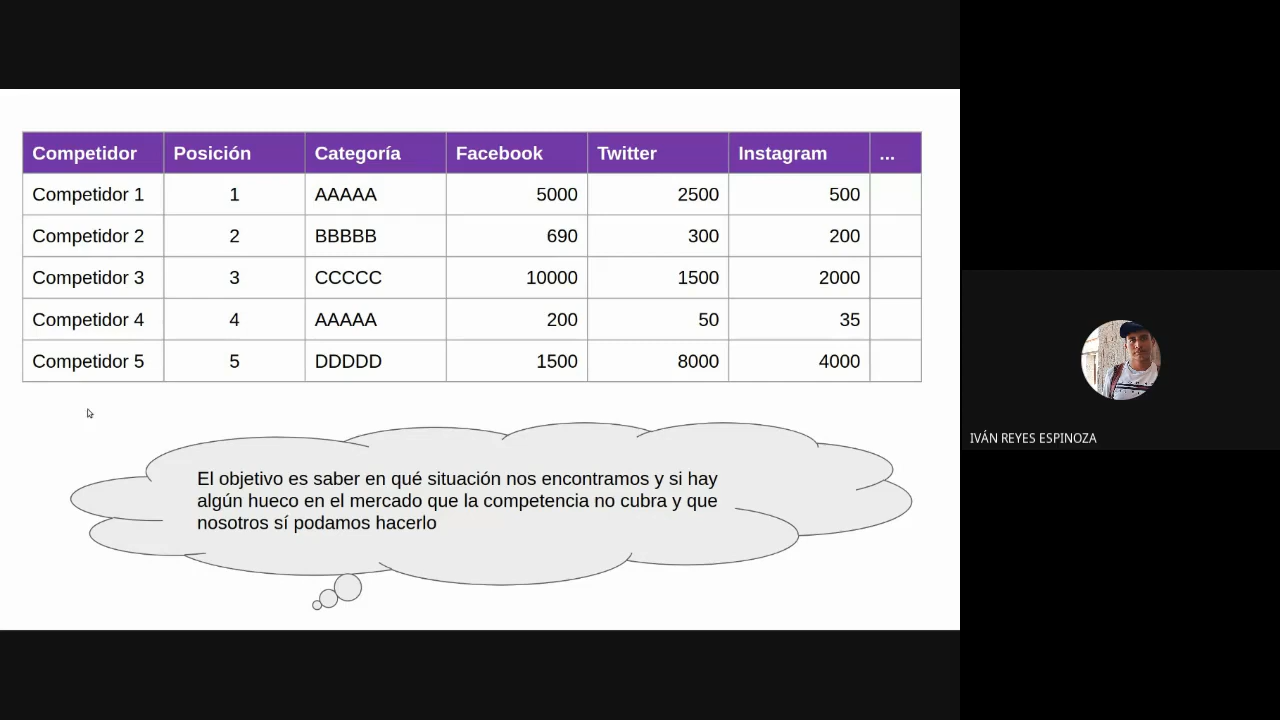 Competidor Posición Categoría Facebook Twitter Instagram ...
Competidor 1 1 AAAAA 5000 2500 500
Competidor 2 2 BBBBB 690 300 200
Competidor 3 3 CCCCC 10000 1500 2000
Competidor 4 4 AAAAA 200 50 35
Competidor 5 5 DDDDD 1500 8000 4000
El objetivo es saber en qué situación nos encontramos y si hay
algún hueco en el mercado que la competencia no cubra y que
nosotros sí podamos hacerlo
IVÁN REYES ESPINOZA